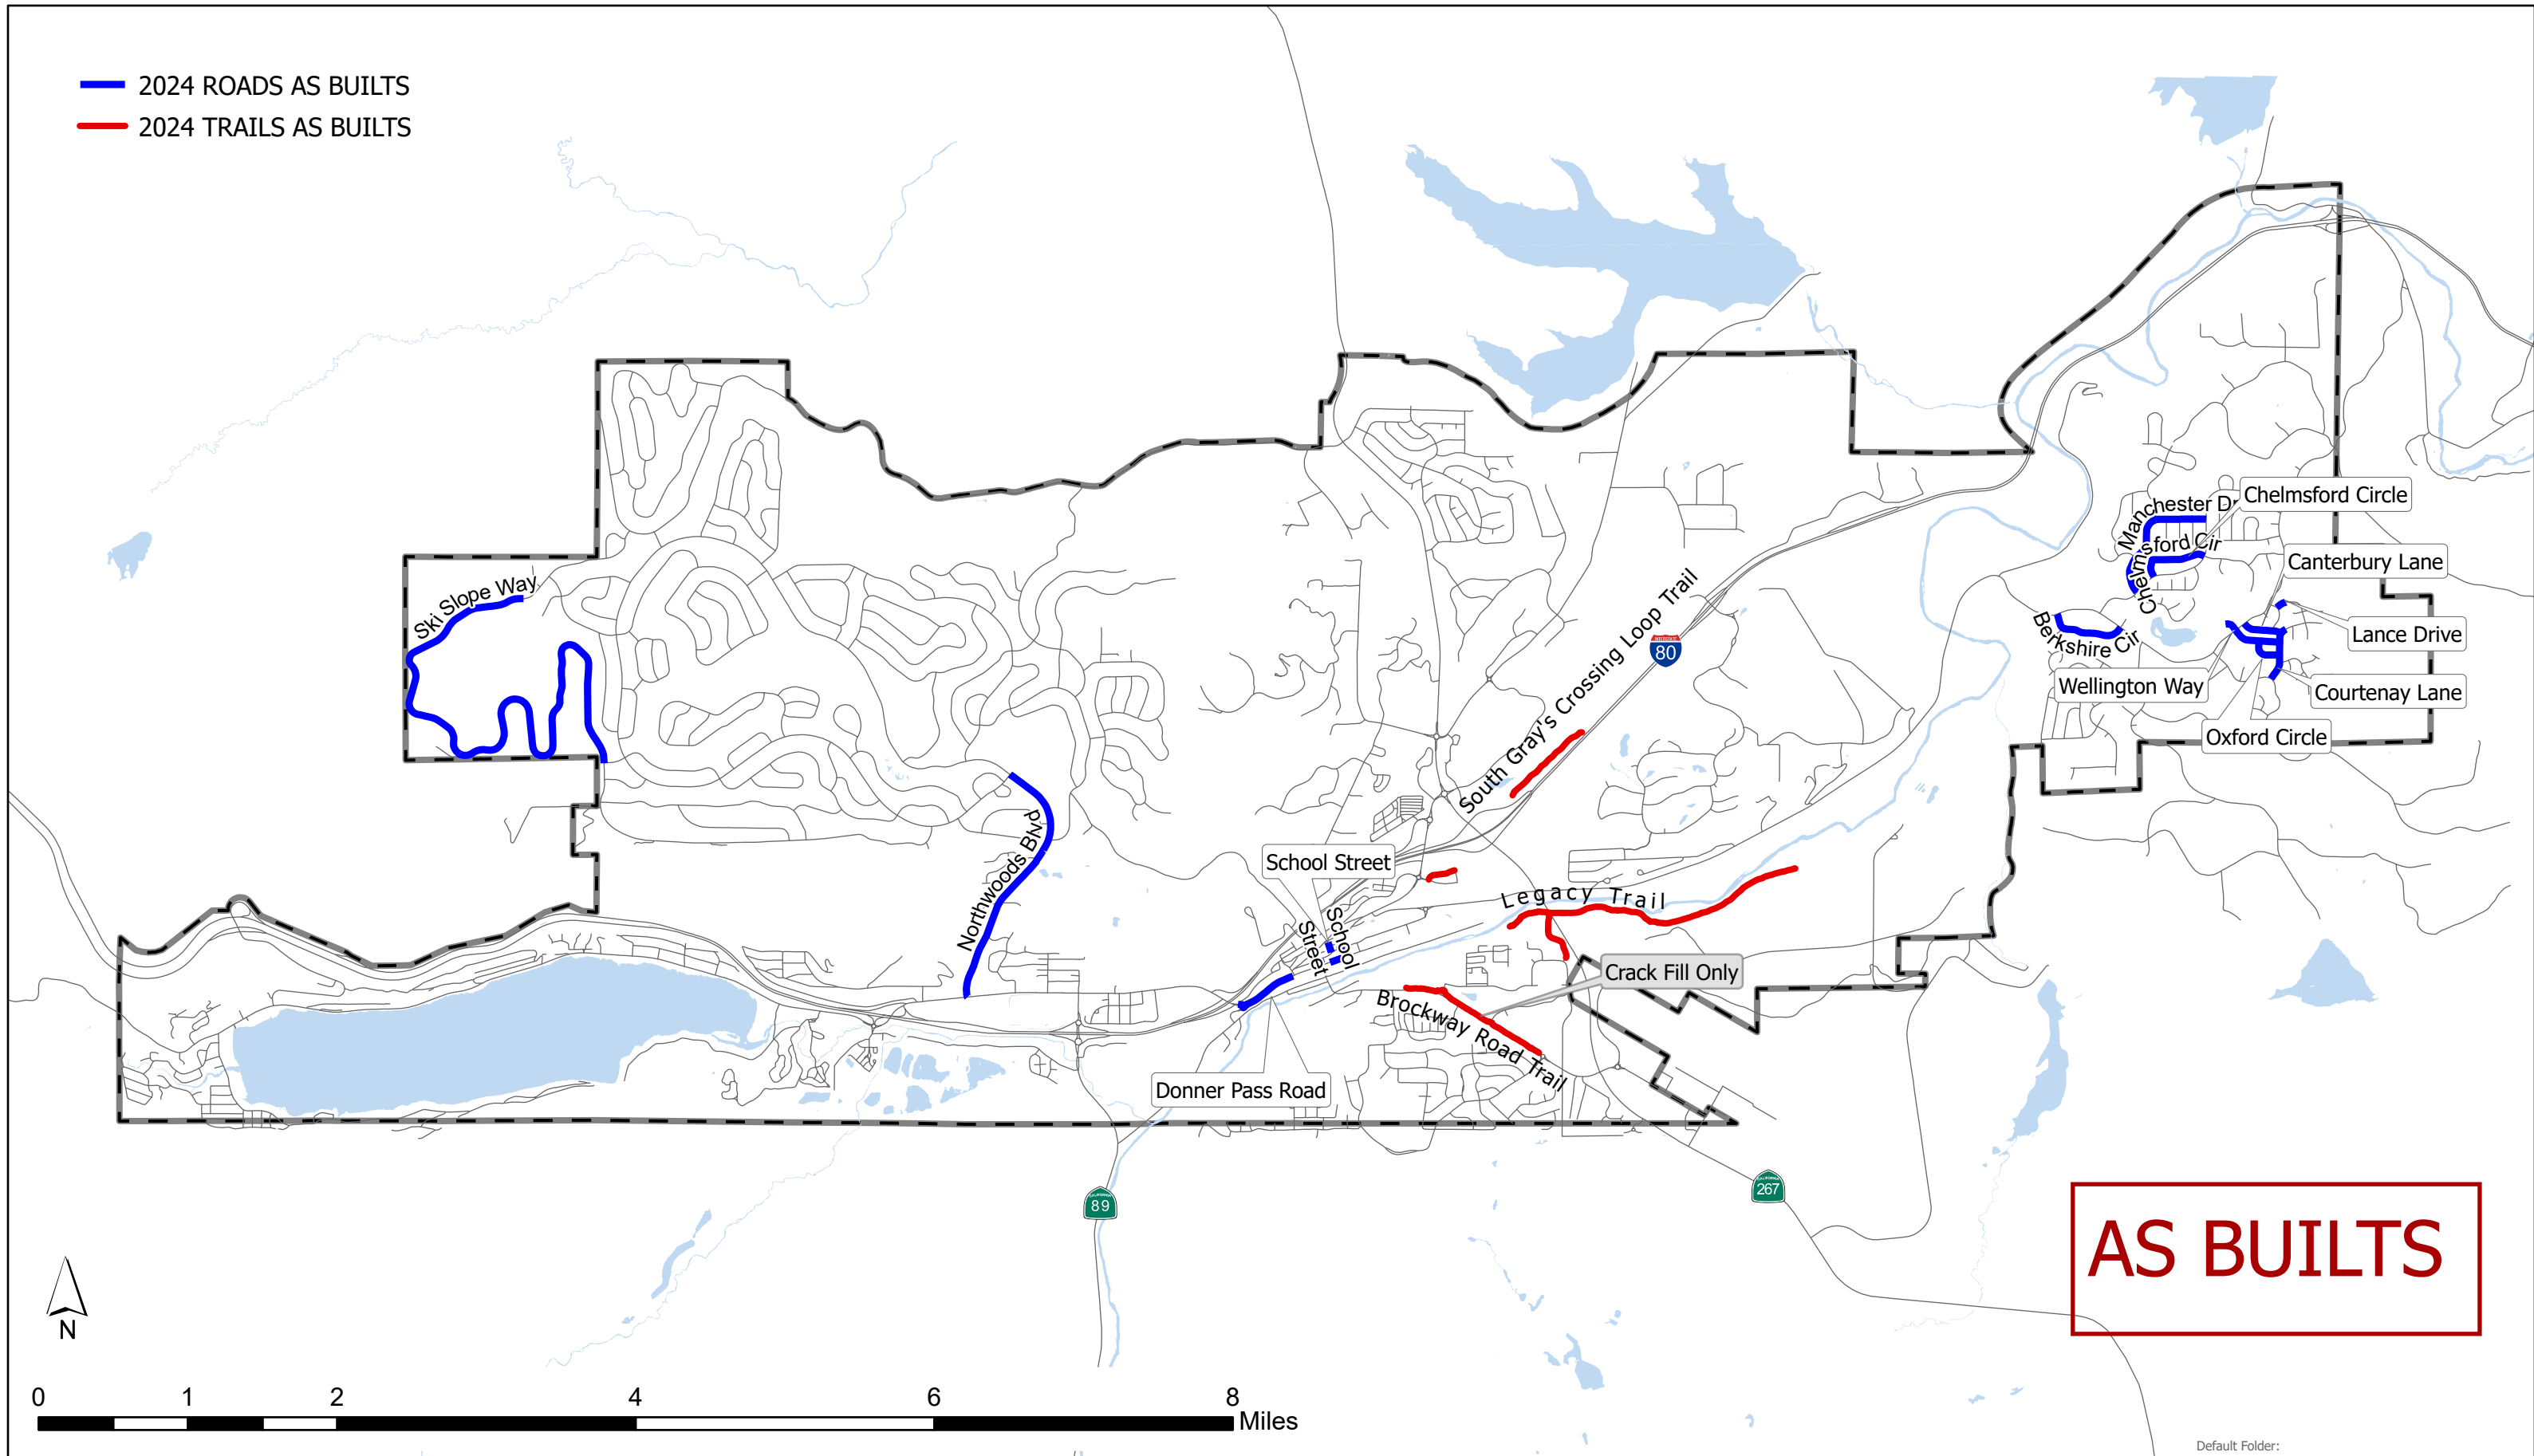 2024 ROADS AS BUILTS
2024 TRAILS AS BUILTS
Ski Slope Way
Northwoods Blvd
South Gray's Crossing Loop Trail
INTERSTATE
80
School Street
School
Street
Legacy Trail
Crack Fill Only
Brockway Road Trail
Donner Pass Road
Manchester Dr
Chelmsford Circle
Chelmsford Cir
Canterbury Lane
Lance Drive
Berkshire Cir
Wellington Way
Courtenay Lane
Oxford Circle
CALIFORNIA
89
CALIFORNIA
267
AS BUILTS
N
0 1 2 4 6 8
Miles
Default Folder: